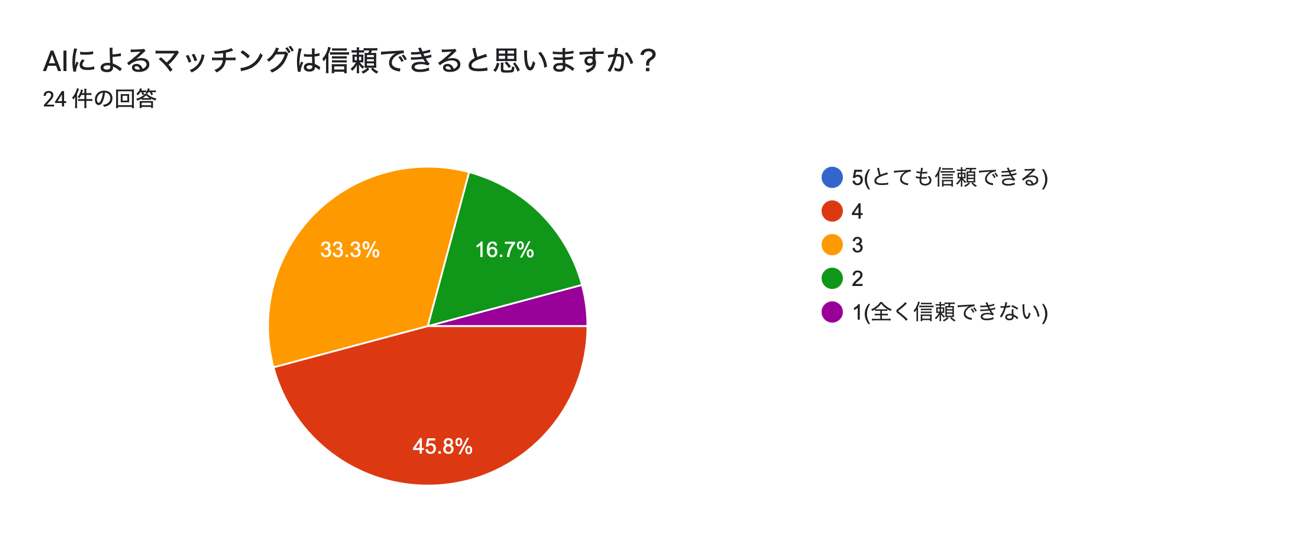 AIによるマッチングは信頼できると思いますか？
24 件の回答
33.3%
16.7%
45.8%
5(とても信頼できる)
4
3
2
1(全く信頼できない)